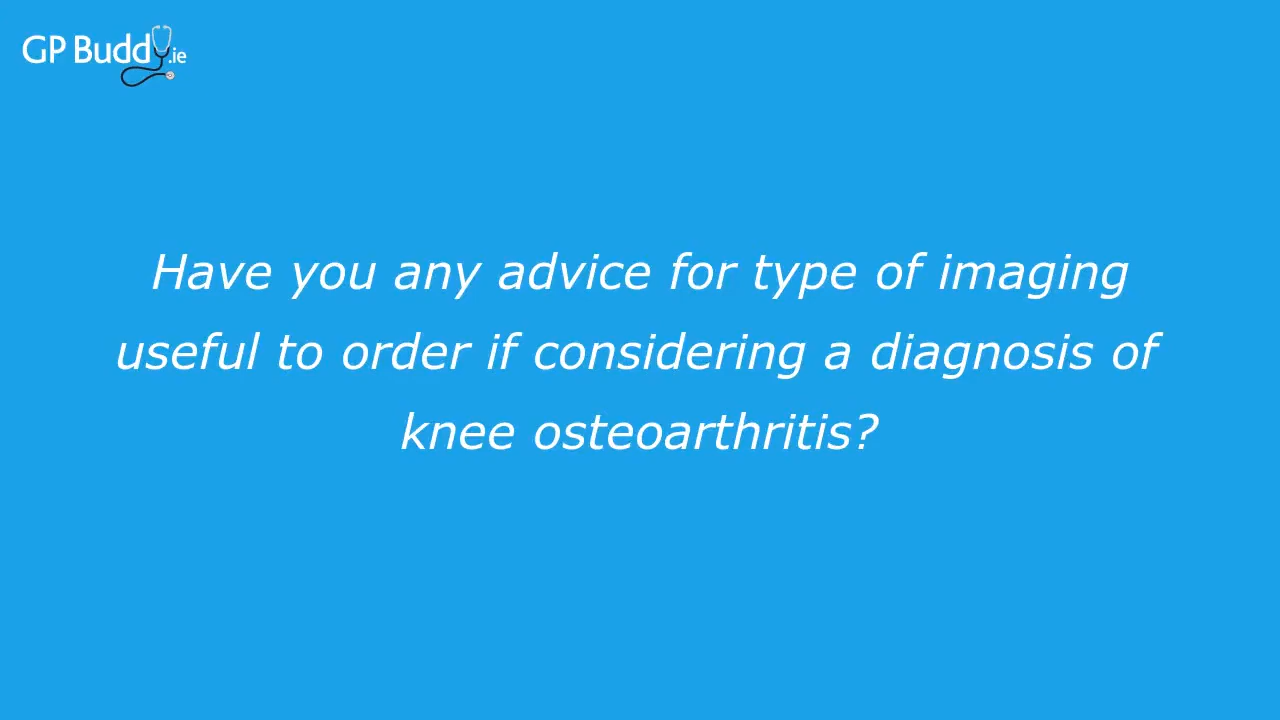 GP Buddy.ie
Have you any advice for type of imaging
useful to order if considering a diagnosis of
knee osteoarthritis?